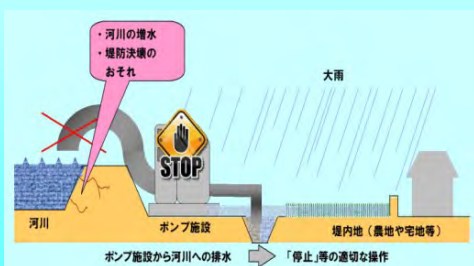 ・河川の増水
・堤防決壊の
おそれ
大雨
STOP
河川
ポンプ施設
堤内地（農地や宅地等）
ポンプ施設から河川への排水
「停止」等の適切な操作